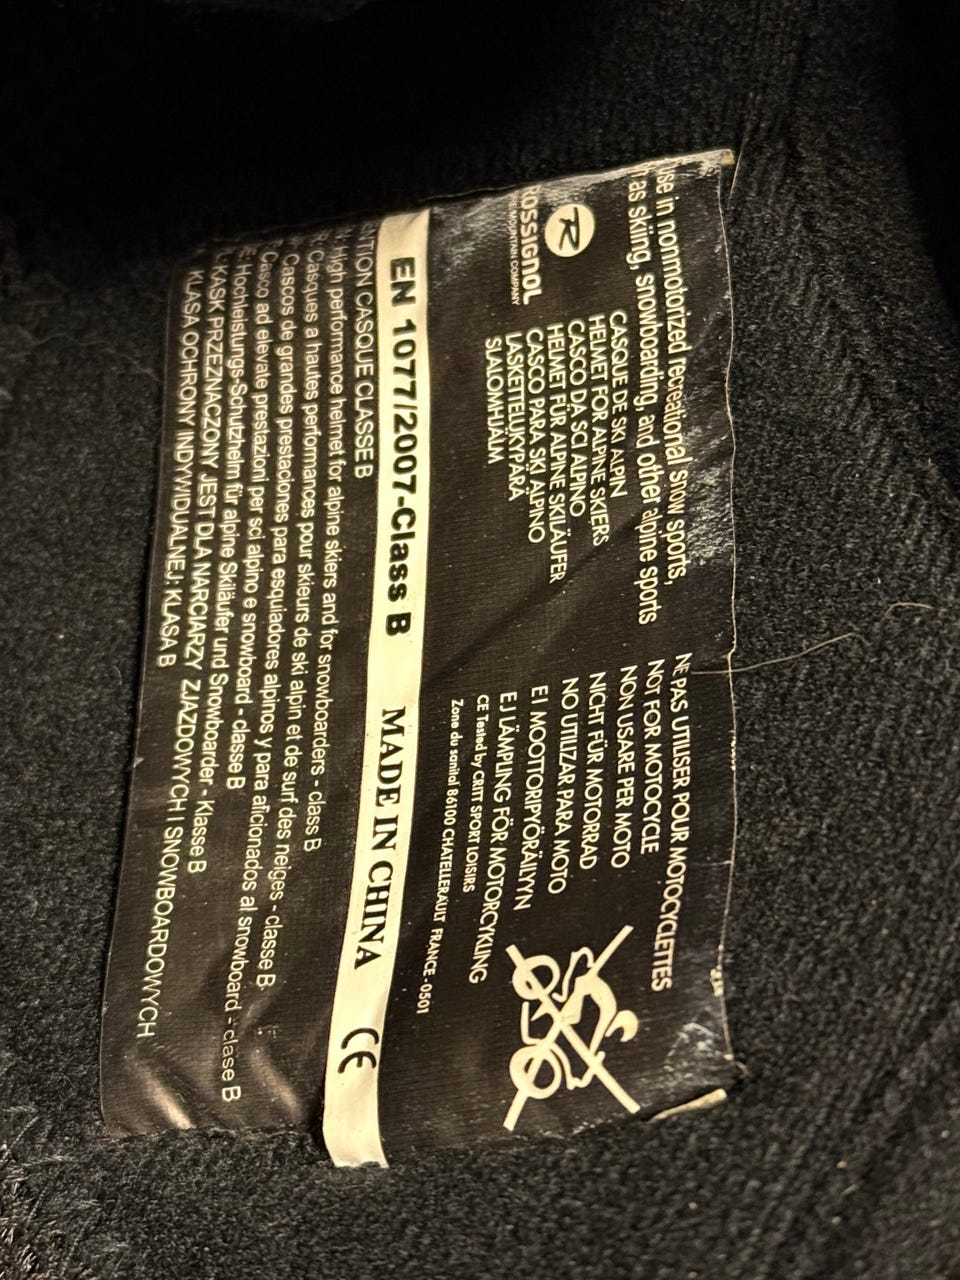 use in nonmotorized recreational snow sports,
as skiing, snowboarding, and other alpine sports
R
ROSSIGNOL
MOUNTAIN COMPANY
CASQUE DE SKI ALPIN
HELMET FOR ALPINE SKIERS
CASCO DA SCI ALPINO
HELMET FÜR ALPINE SKILÄUFER
CASCO PARA SKI ALPINO
LASKETTELUKYPÄRÄ
SLALOMHJÄLM
NE PAS UTILISER POUR MOTOCYCLETTES
NOT FOR MOTOCYCLE
NON USARE PER MOTO
NICHT FÜR MOTORRAD
NO UTILIZAR PARA MOTO
EI MOOTTORIPYÖRÄILYYN
EJ LÄMPLING FÖR MOTORCYKLING
CE Tested by CRITT SPORT LOISIRS
Zone du sanital 86100 CHATELLERAULT FRANCE - 0501
EN 1077/2007-Class B MADE IN CHINA CE
NTION CASQUE CLASSE B
High performance helmet for alpine skiers and for snowboarders - class B
Casques a hautes performances pour skieurs de ski alpin et de surf des neiges - classe B
Cascos de grandes prestaciones para esquiadores alpinos y para aficionados al snowboard - clase B
Casco ad elevate prestazioni per sci alpino e snowboard - classe B
Hochleistungs-Schutzhelm für alpine Skiläufer und Snowboarder - Klasse B
KASK PRZEZNACZONY JEST DLA NARCIARZY ZJAZDOWYCH I SNOWBOARDOWYCH
KLASA OCHRONY INDYWIDUALNEJ: KLASA B